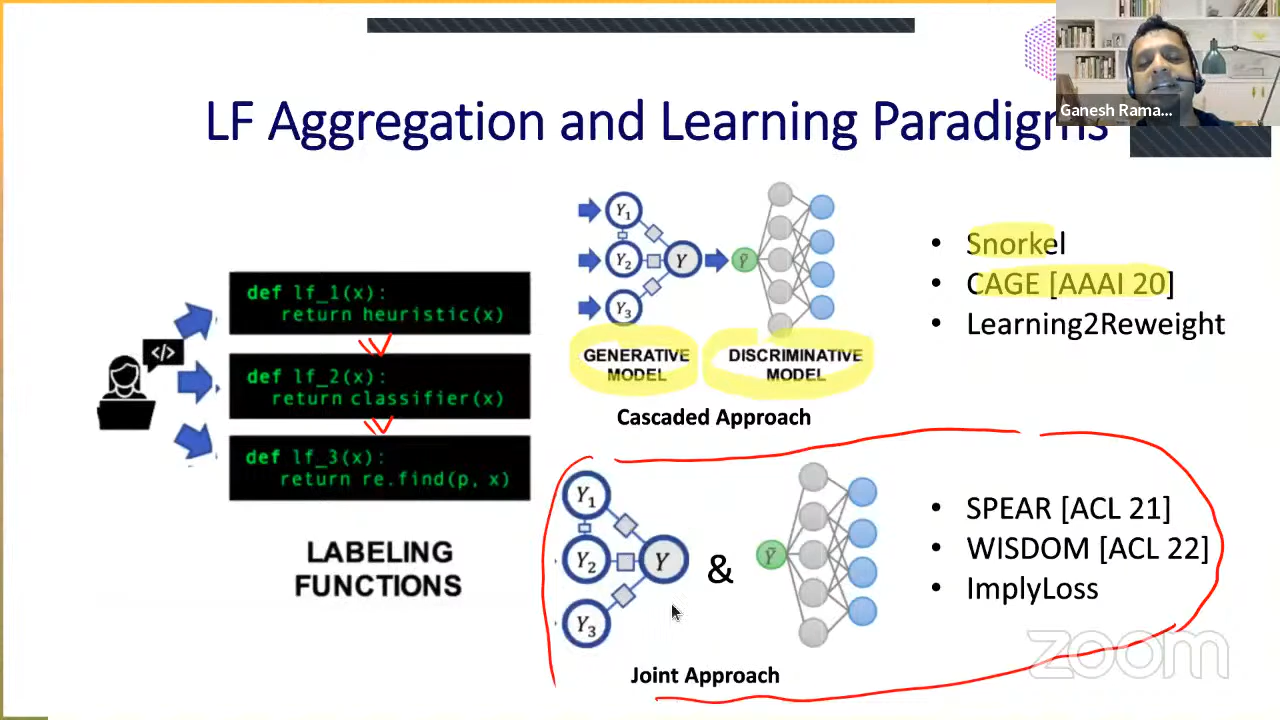 Ganesh Rama...
LF Aggregation and Learning Paradigms
</>
def lf_1(x):
return heuristic(x)
def lf_2(x):
return classifier(x)
def lf_3(x):
return re.find(p, x)
LABELING
FUNCTIONS
Y1
Y2
Y3
Y
Ỹ
GENERATIVE
MODEL
DISCRIMINATIVE
MODEL
Cascaded Approach
• Snorkel
• CAGE [AAAI 20]
• Learning2Reweight
Y1
Y2
Y3
Y
&
Ỹ
Joint Approach
• SPEAR [ACL 21]
• WISDOM [ACL 22]
• ImplyLoss
zoom